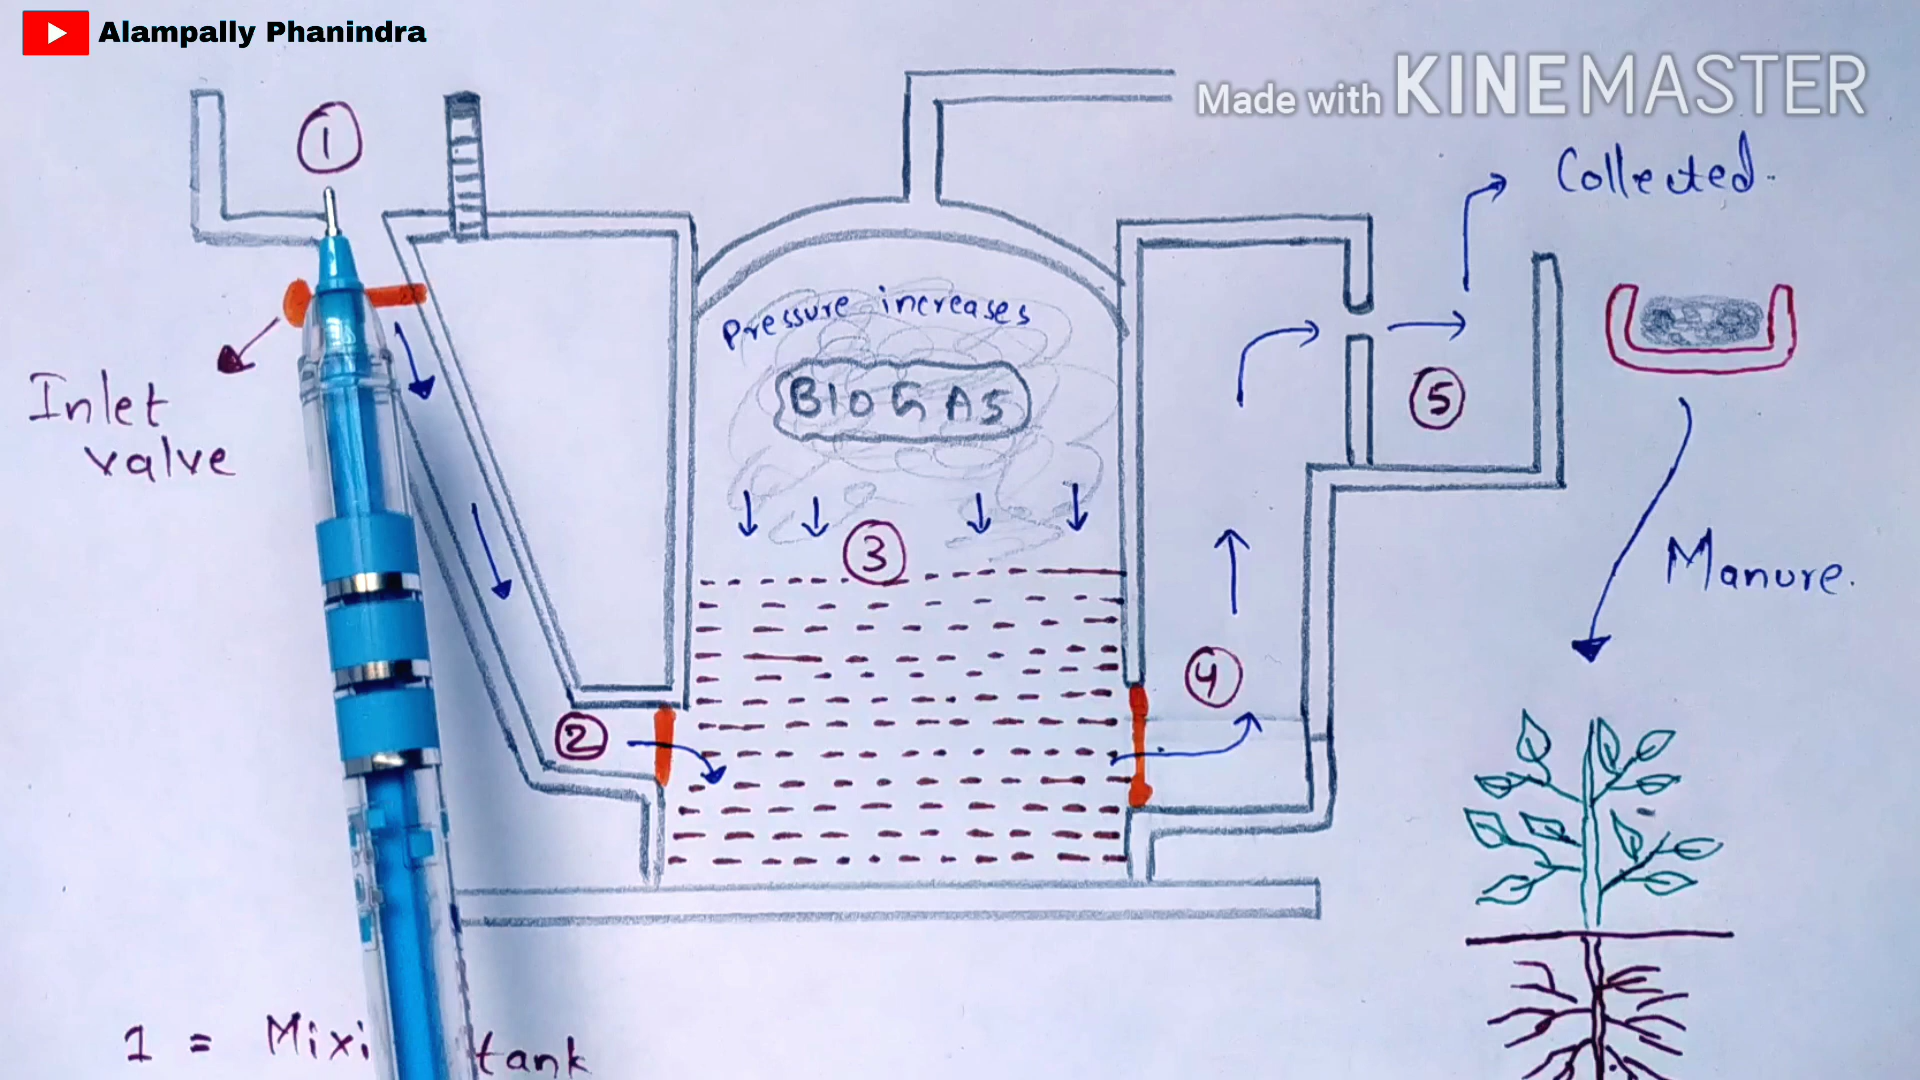 Alampally Phanindra
Made with KINEMASTER
1
Collected.
Pressure increases
BIOGAS
Inlet
valve
5
3
Manure.
4
2
1 = Mixi tank